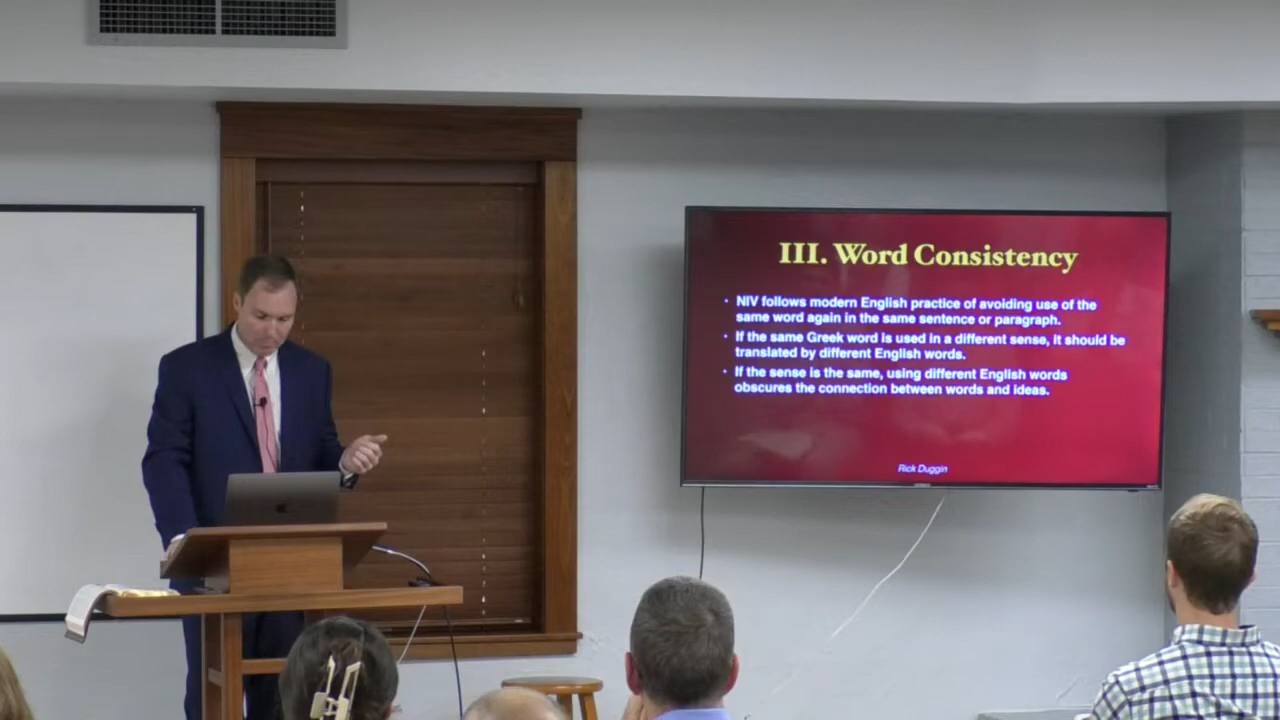 III. Word Consistency
• NIV follows modern English practice of avoiding use of the
same word again in the same sentence or paragraph.
• If the same Greek word is used in a different sense, it should be
translated by different English words.
• If the sense is the same, using different English words
obscures the connection between words and ideas.
Rick Duggin